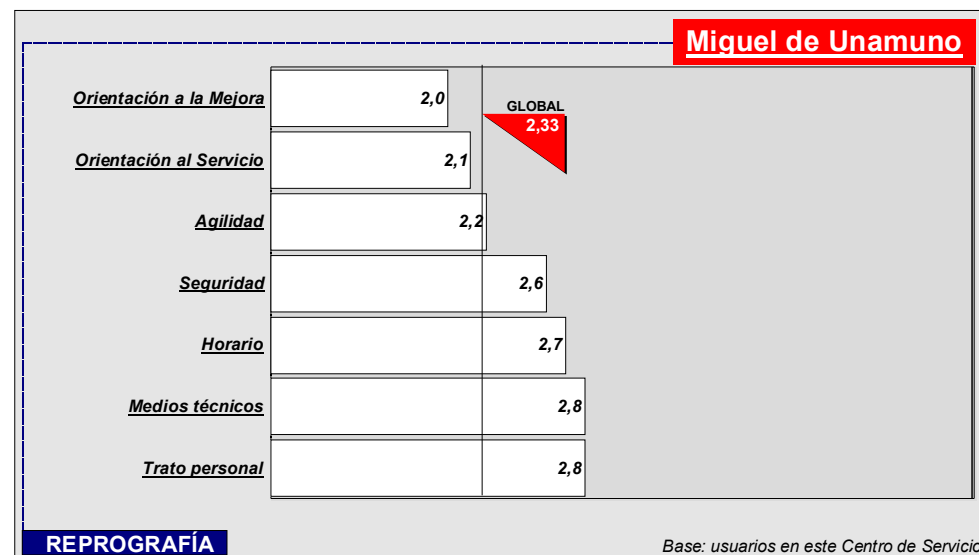 Miguel de Unamuno
Orientación a la Mejora 2,0
GLOBAL
2,33
Orientación al Servicio 2,1
Agilidad 2,2
Seguridad 2,6
Horario 2,7
Medios técnicos 2,8
Trato personal 2,8
REPROGRAFÍA
Base: usuarios en este Centro de Servicio